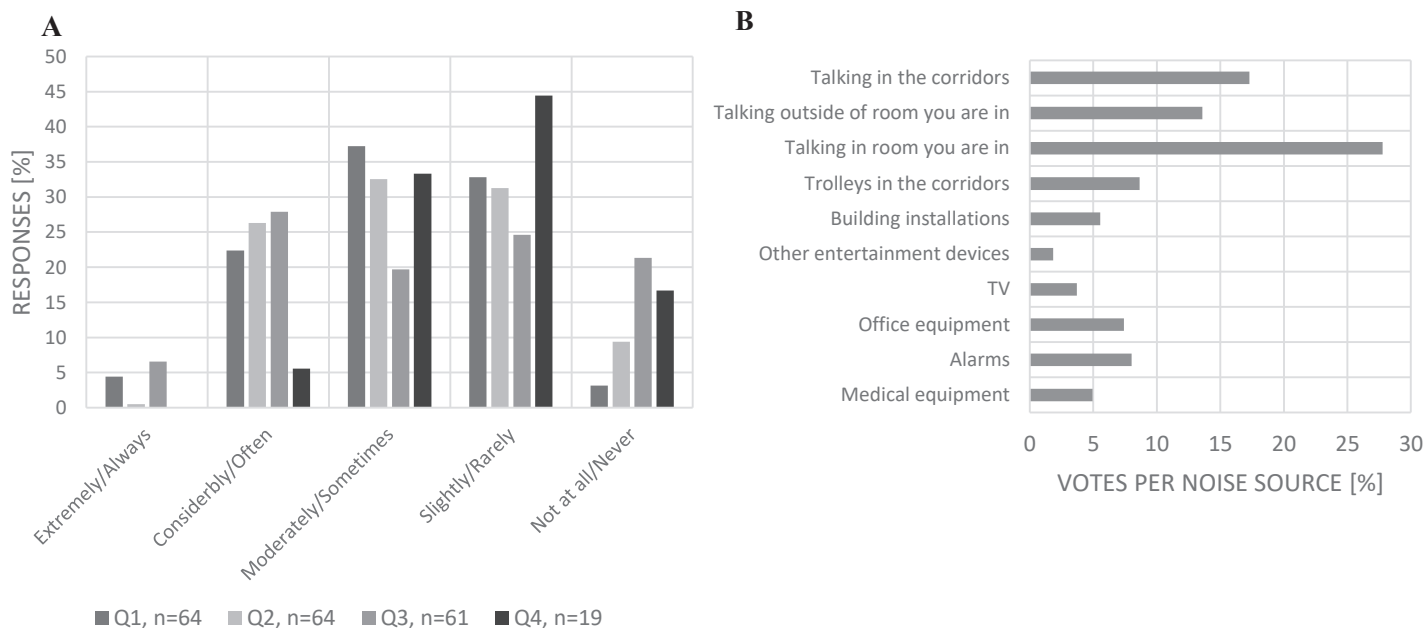 A
50
45
40
35
30
25
20
15
10
5
0
RESPONSES [%]
Extremely/Always
Considerbly/Often
Moderately/Sometimes
Slightly/Rarely
Not at all/Never
Q1, n=64 Q2, n=64 Q3, n=61 Q4, n=19
B
Talking in the corridors
Talking outside of room you are in
Talking in room you are in
Trolleys in the corridors
Building installations
Other entertainment devices
TV
Office equipment
Alarms
Medical equipment
0 5 10 15 20 25 30
VOTES PER NOISE SOURCE [%]